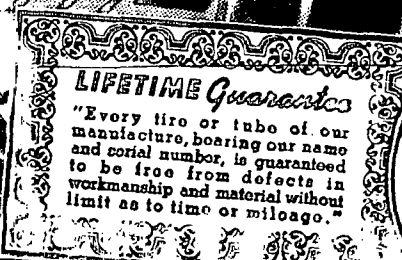 LIFETIME Guarantee
"Every tire or tube of our
manufacture, bearing our name
and serial number, is guaranteed
to be free from defects in
workmanship and material without
limit as to time or mileage."